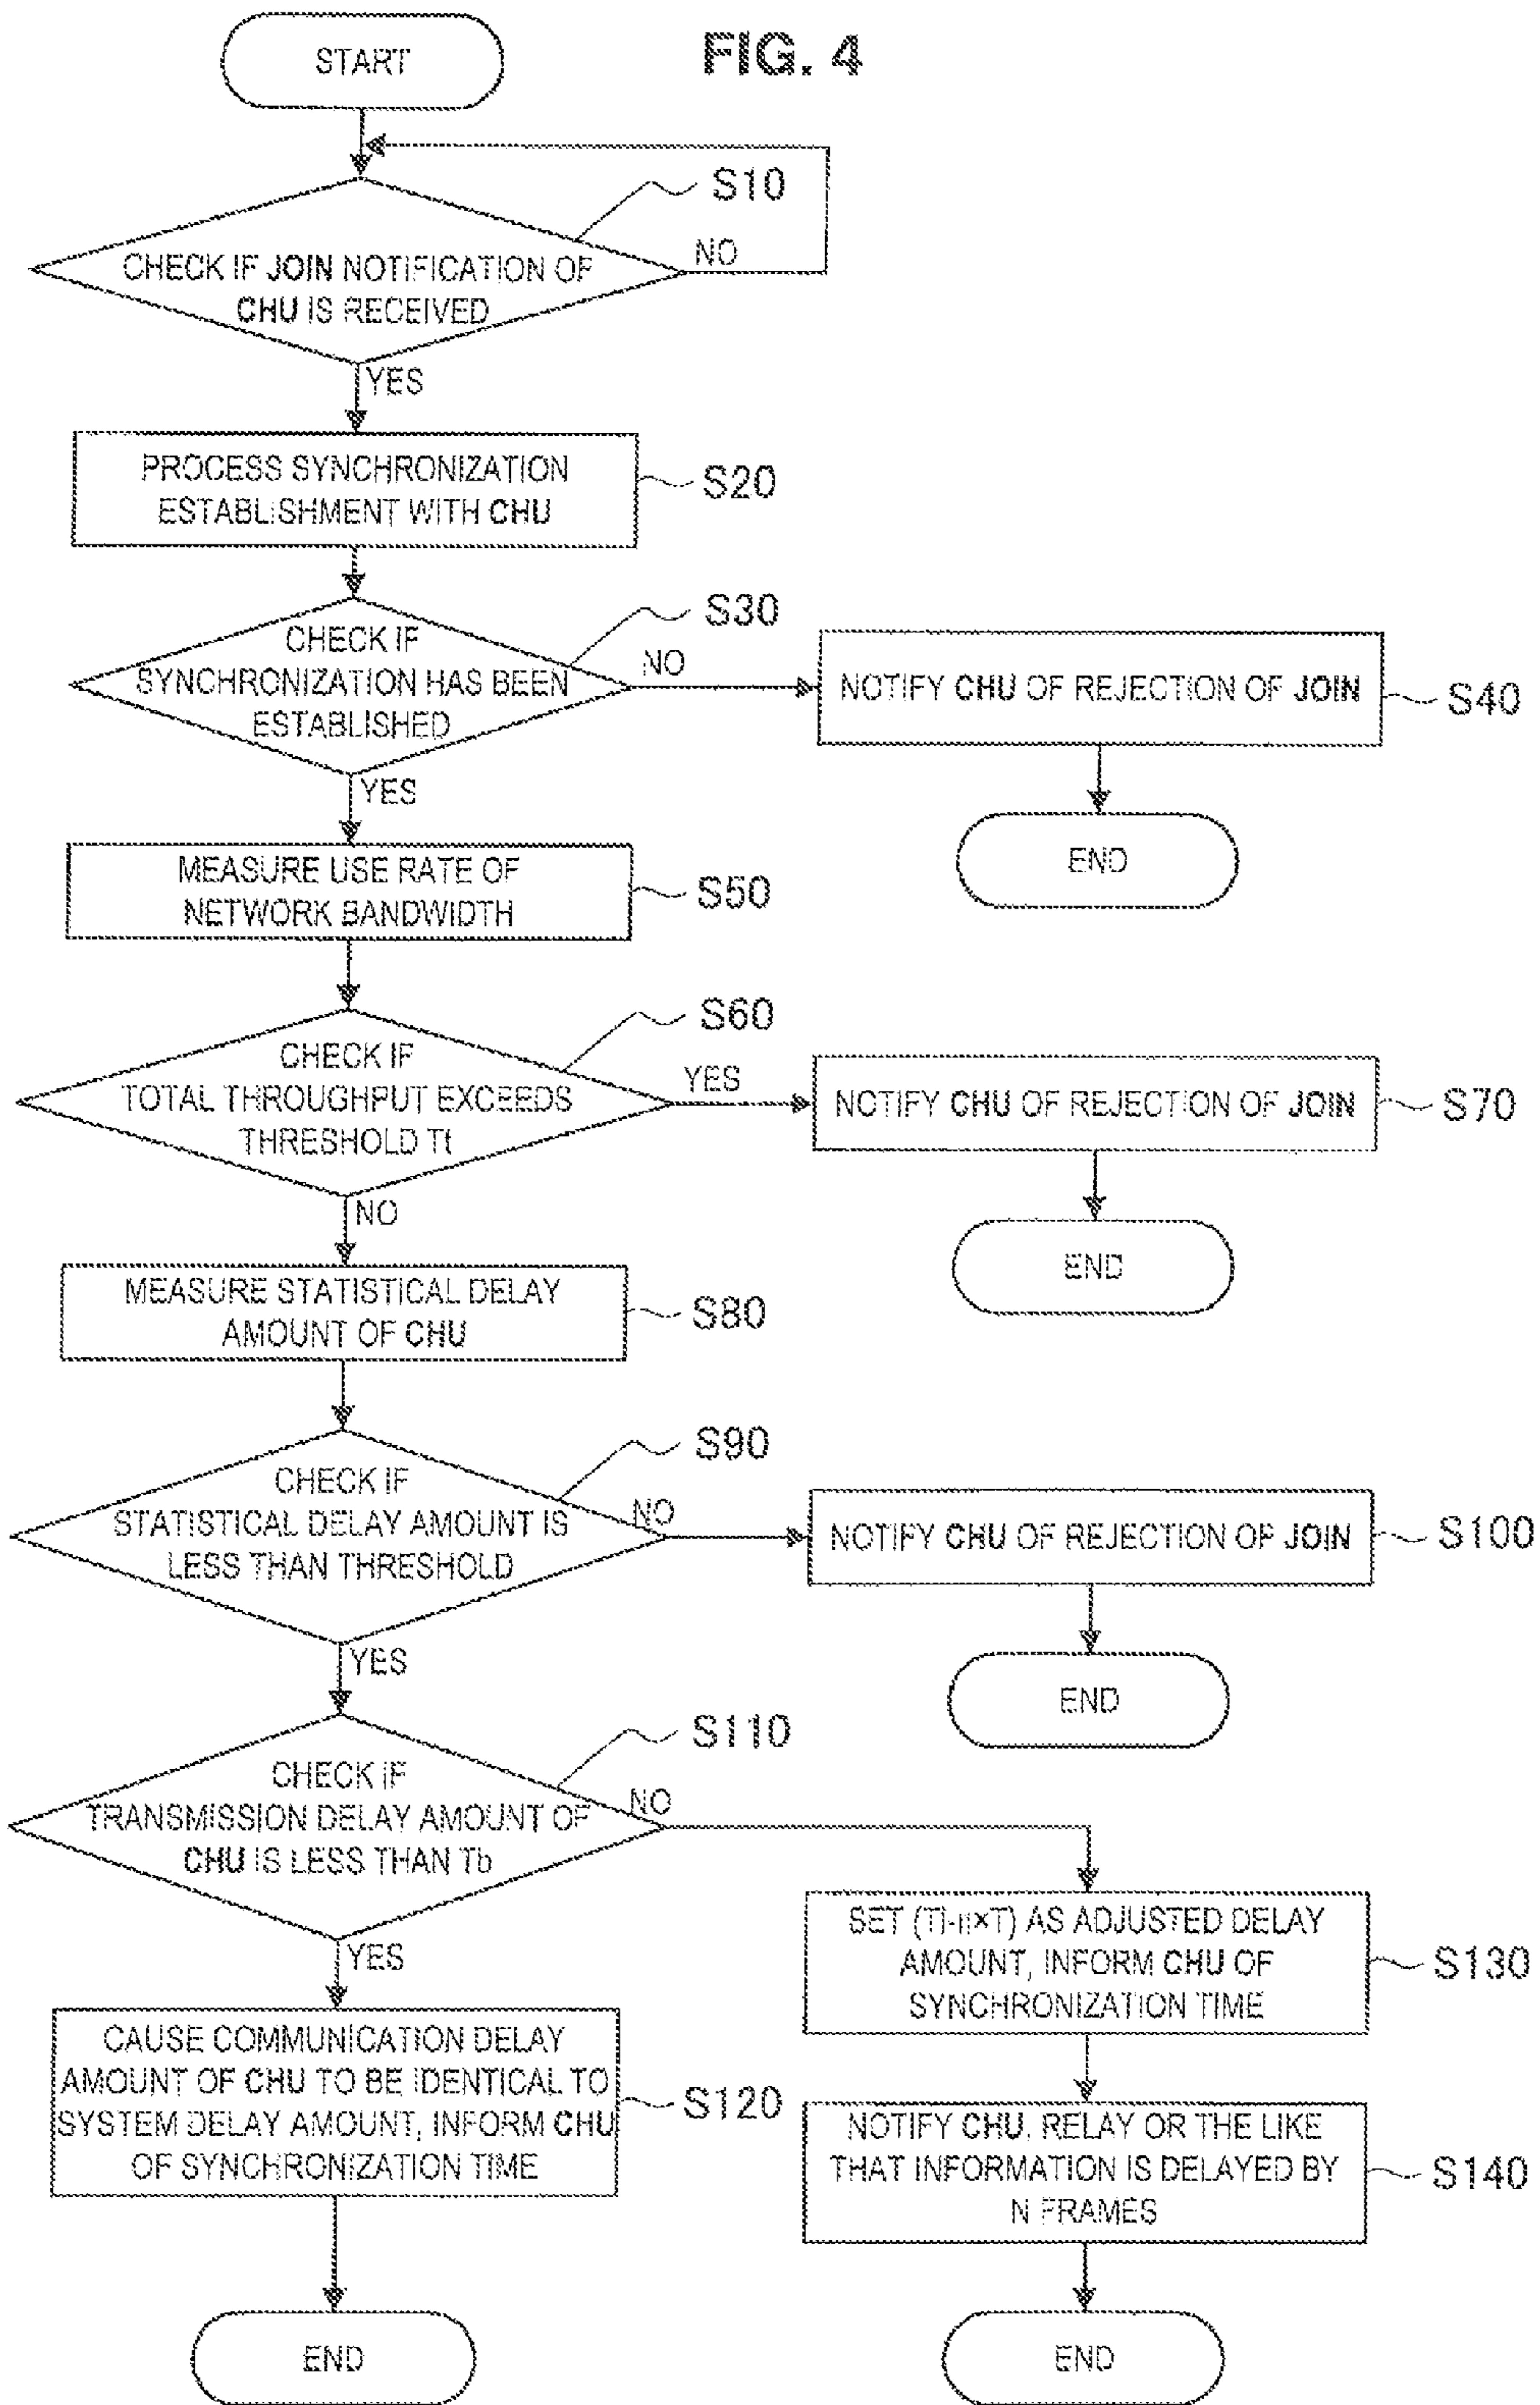 FIG. 4
START
S10
CHECK IF JOIN NOTIFICATION OF
CHU IS RECEIVED
NO
YES
PROCESS SYNCHRONIZATION
ESTABLISHMENT WITH CHU
S20
S30
CHECK IF
SYNCHRONIZATION HAS BEEN
ESTABLISHED
NO
NOTIFY CHU OF REJECTION OF JOIN
S40
YES
END
MEASURE USE RATE OF
NETWORK BANDWIDTH
S50
S60
CHECK IF
TOTAL THROUGHPUT EXCEEDS
THRESHOLD Tt
YES
NOTIFY CHU OF REJECTION OF JOIN
S70
NO
END
MEASURE STATISTICAL DELAY
AMOUNT OF CHU
S80
S90
CHECK IF
STATISTICAL DELAY AMOUNT IS
LESS THAN THRESHOLD
NO
NOTIFY CHU OF REJECTION OF JOIN
S100
YES
END
S110
CHECK IF
TRANSMISSION DELAY AMOUNT OF
CHU IS LESS THAN Tb
NO
YES
SET AS ADJUSTED DELAY
AMOUNT, INFORM CHU OF
SYNCHRONIZATION TIME
S130
CAUSE COMMUNICATION DELAY
AMOUNT OF CHU TO BE IDENTICAL TO
SYSTEM DELAY AMOUNT, INFORM CHU
OF SYNCHRONIZATION TIME
S120
NOTIFY CHU, RELAY OR THE LIKE
THAT INFORMATION IS DELAYED BY
N FRAMES
S140
END
END